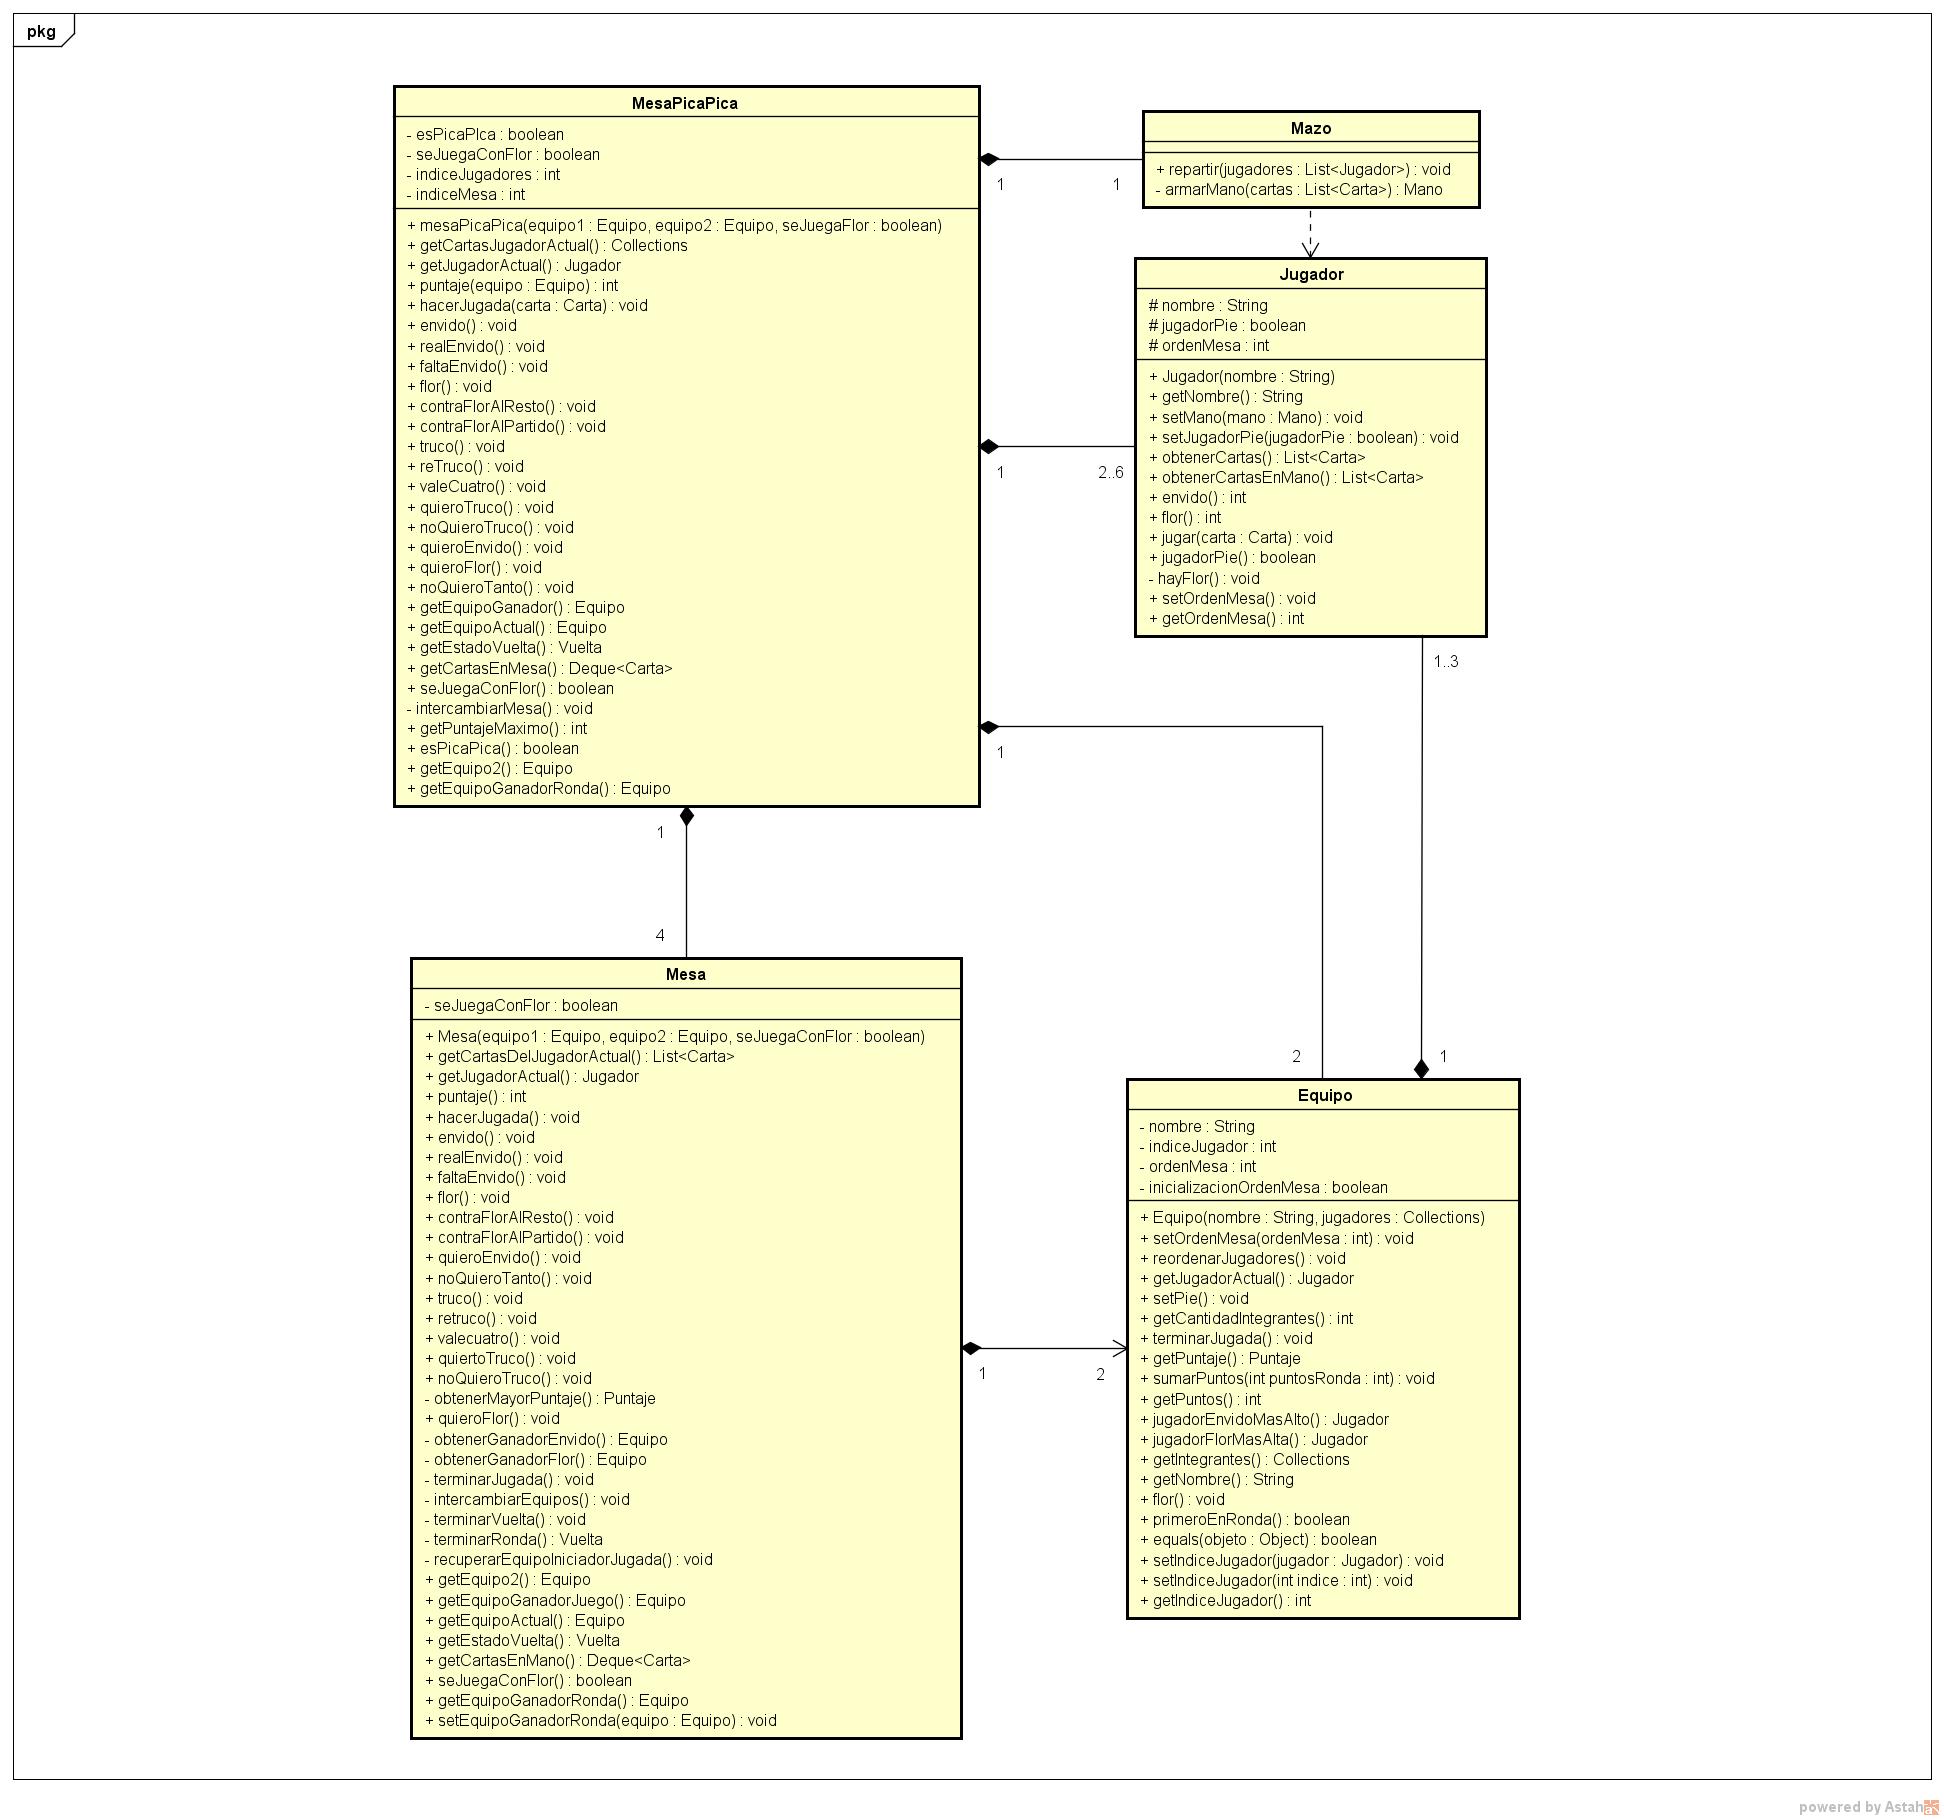 pkg
MesaPicaPica
- esPicaPIca : boolean
- seJuegaConFlor : boolean
- indiceJugadores : int
- indiceMesa : int
+ mesaPicaPica(equipo1 : Equipo, equipo2 : Equipo, seJuegaFlor : boolean)
+ getCartasJugadorActual() : Collections
+ getJugadorActual() : Jugador
+ puntaje(equipo : Equipo) : int
+ hacerJugada(carta : Carta) : void
+ envido() : void
+ realEnvido() : void
+ faltaEnvido() : void
+ flor() : void
+ contraFlorAlResto() : void
+ contraFlorAlPartido() : void
+ truco() : void
+ reTruco() : void
+ valeCuatro() : void
+ quieroTruco() : void
+ noQuieroTruco() : void
+ quieroEnvido() : void
+ quieroFlor() : void
+ noQuieroTanto() : void
+ getEquipoGanador() : Equipo
+ getEquipoActual() : Equipo
+ getEstadoVuelta() : Vuelta
+ getCartasEnMesa() : Deque<Carta>
+ seJuegaConFlor() : boolean
- intercambiarMesa() : void
+ getPuntajeMaximo() : int
+ esPicaPica() : boolean
+ getEquipo2() : Equipo
+ getEquipoGanadorRonda() : Equipo
1
1
Mazo
+ repartir(jugadores : List<Jugador>) : void
- armarMano(cartas : List<Carta>) : Mano
Jugador
# nombre : String
# jugadorPie : boolean
# ordenMesa : int
+ Jugador(nombre : String)
+ getNombre() : String
+ setMano(mano : Mano) : void
+ setJugadorPie(jugadorPie : boolean) : void
+ obtenerCartas() : List<Carta>
+ obtenerCartasEnMano() : List<Carta>
+ envido() : int
+ flor() : int
+ jugar(carta : Carta) : void
+ jugadorPie() : boolean
- hayFlor() : void
+ setOrdenMesa() : void
+ getOrdenMesa() : int
1
2..6
1..3
1
1
4
2
1
Mesa
- seJuegaConFlor : boolean
+ Mesa(equipo1 : Equipo, equipo2 : Equipo, seJuegaConFlor : boolean)
+ getCartasDelJugadorActual() : List<Carta>
+ getJugadorActual() : Jugador
+ puntaje() : int
+ hacerJugada() : void
+ envido() : void
+ realEnvido() : void
+ faltaEnvido() : void
+ flor() : void
+ contraFlorAlResto() : void
+ contraFlorAlPartido() : void
+ quieroEnvido() : void
+ noQuieroTanto() : void
+ truco() : void
+ retruco() : void
+ valecuatro() : void
+ quiertoTruco() : void
+ noQuieroTruco() : void
- obtenerMayorPuntaje() : Puntaje
+ quieroFlor() : void
- obtenerGanadorEnvido() : Equipo
- obtenerGanadorFlor() : Equipo
- terminarJugada() : void
- intercambiarEquipos() : void
- terminarVuelta() : void
- terminarRonda() : Vuelta
- recuperarEquipoIniciadorJugada() : void
+ getEquipo2() : Equipo
+ getEquipoGanadorJuego() : Equipo
+ getEquipoActual() : Equipo
+ getEstadoVuelta() : Vuelta
+ getCartasEnMano() : Deque<Carta>
+ seJuegaConFlor() : boolean
+ getEquipoGanadorRonda() : Equipo
+ setEquipoGanadorRonda(equipo : Equipo) : void
1
2
Equipo
- nombre : String
- indiceJugador : int
- ordenMesa : int
- inicializacionOrdenMesa : boolean
+ Equipo(nombre : String, jugadores : Collections)
+ setOrdenMesa(ordenMesa : int) : void
+ reordenarJugadores() : void
+ getJugadorActual() : Jugador
+ setPie() : void
+ getCantidadIntegrantes() : int
+ terminarJugada() : void
+ getPuntaje() : Puntaje
+ sumarPuntos(int puntosRonda : int) : void
+ getPuntos() : int
+ jugadorEnvidoMasAlto() : Jugador
+ jugadorFlorMasAlta() : Jugador
+ getIntegrantes() : Collections
+ getNombre() : String
+ flor() : void
+ primeroEnRonda() : boolean
+ equals(objeto : Object) : boolean
+ setIndiceJugador(jugador : Jugador) : void
+ setIndiceJugador(int indice : int) : void
+ getIndiceJugador() : int
powered by Astah